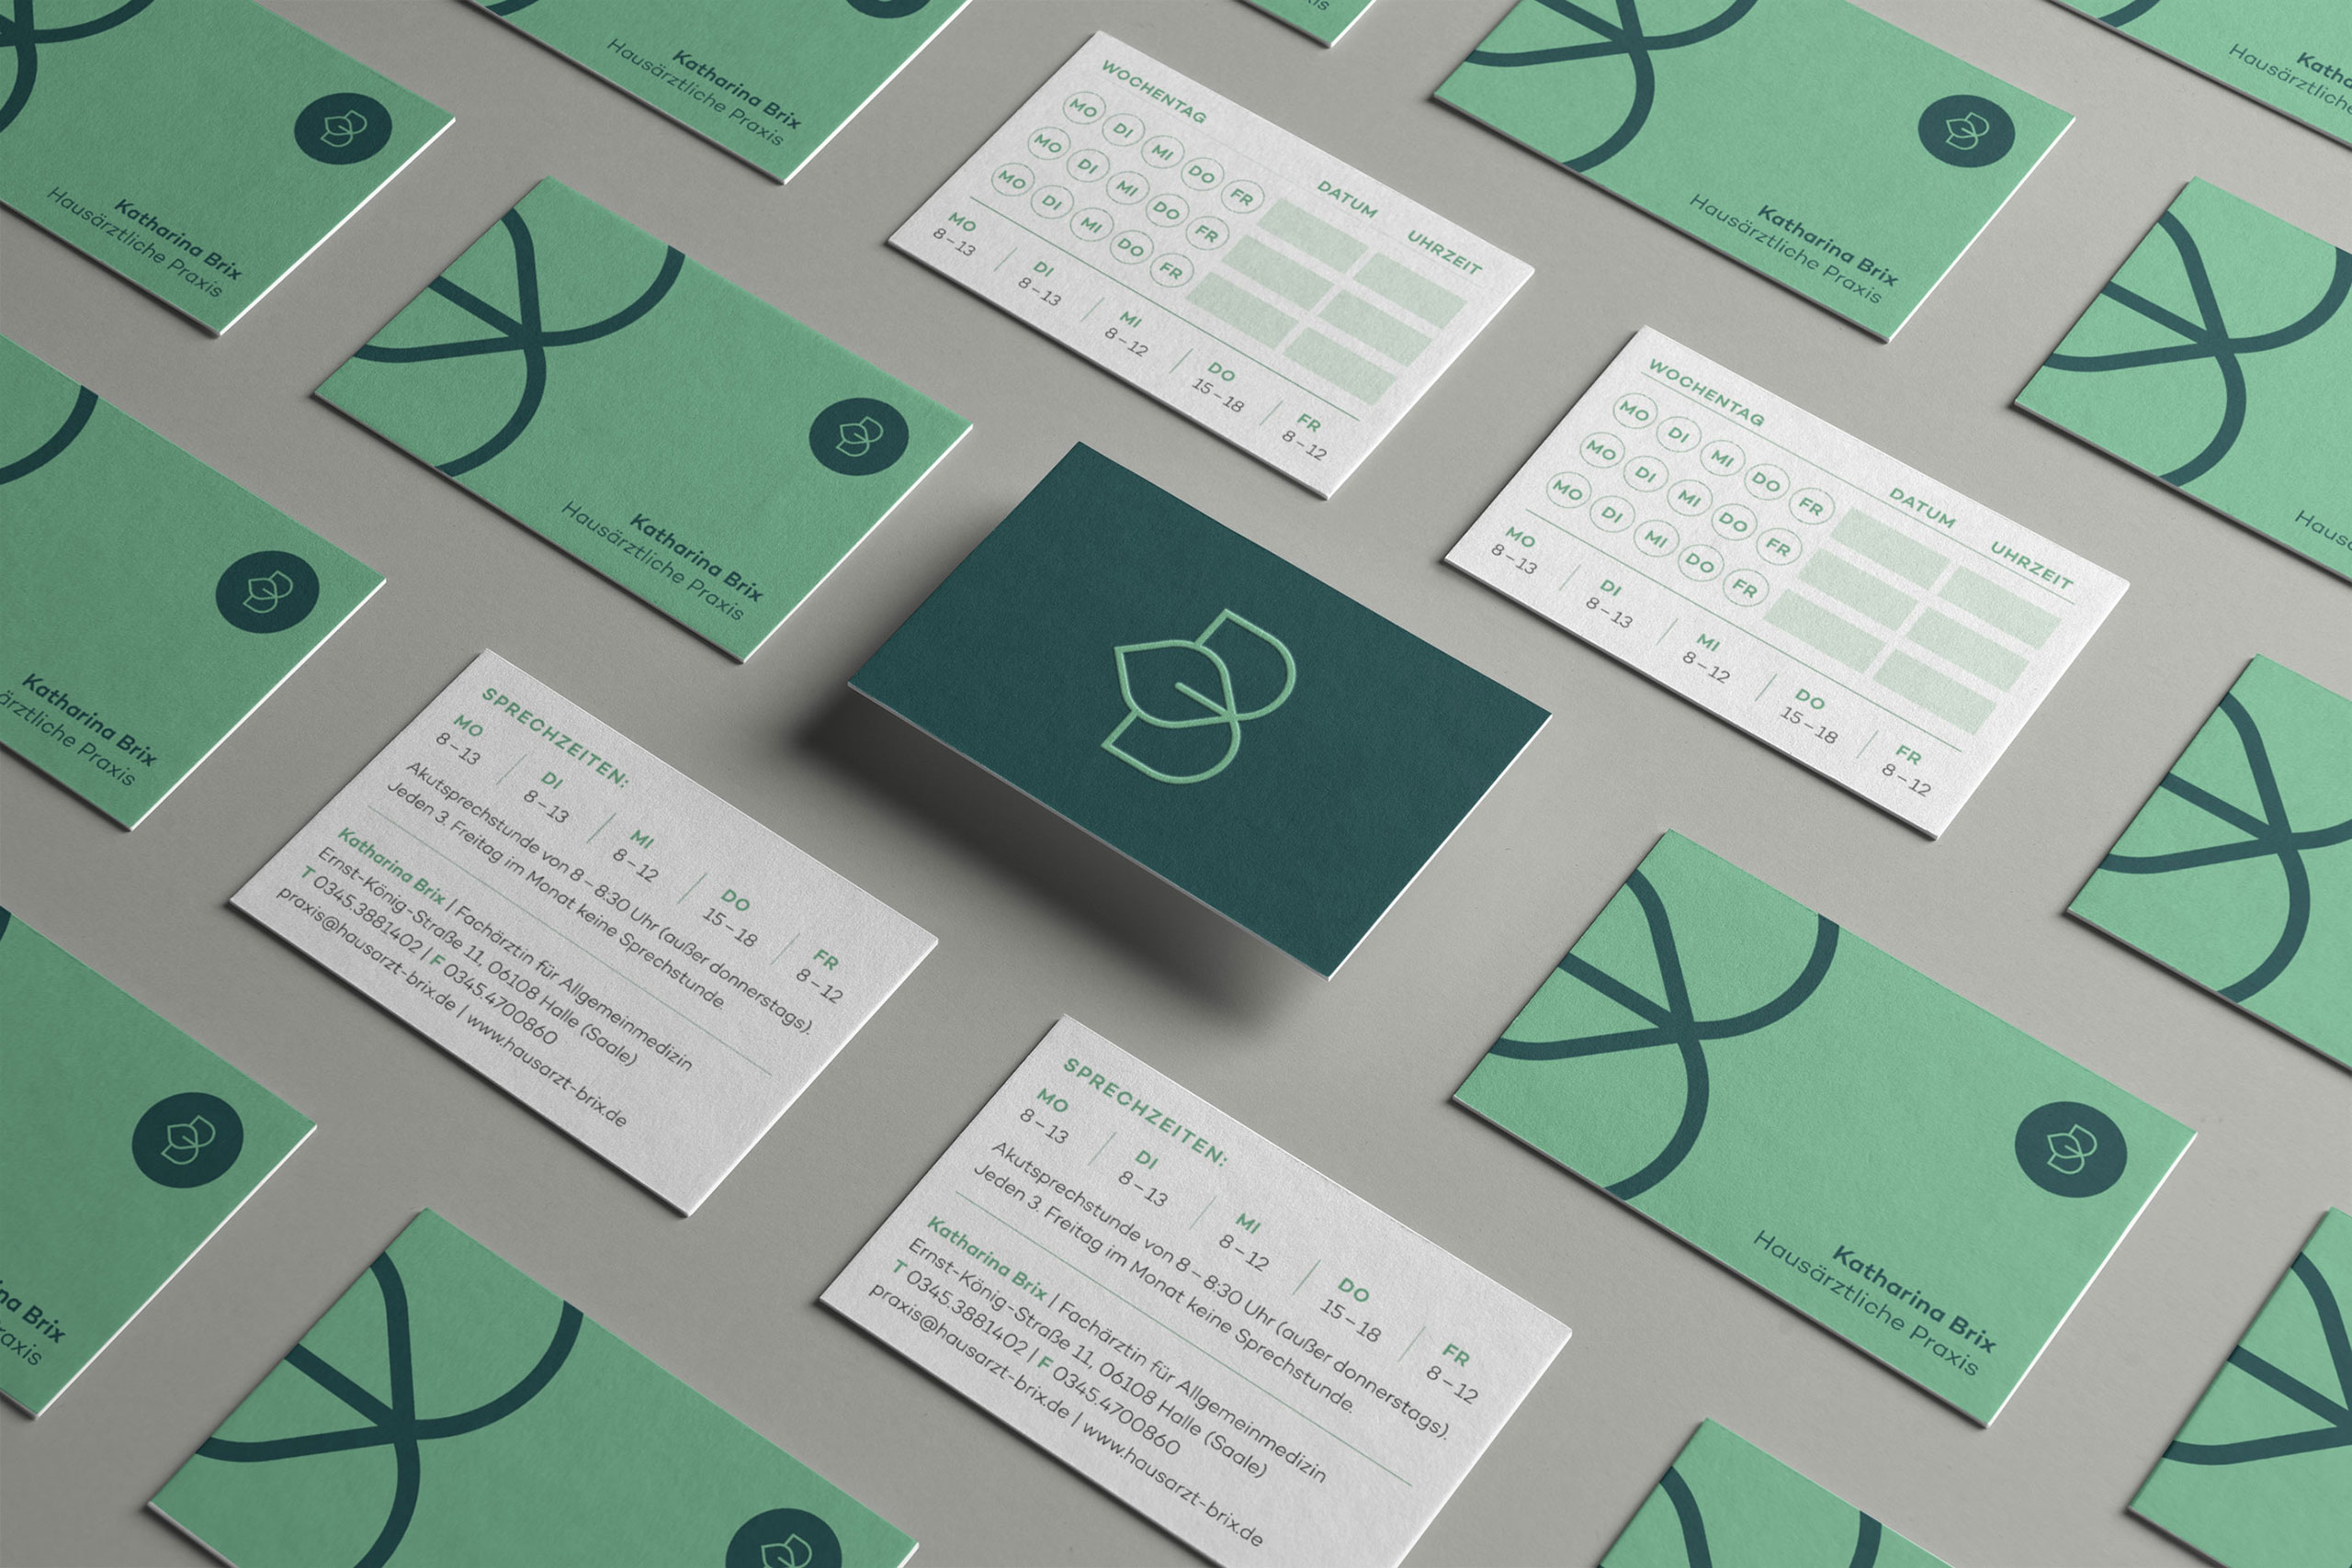 Katharina Brix
Hausärztliche Praxis
Katharina Brix
Hausärztliche Praxis
WOCHENTAG
DATUM
UHRZEIT
MO DI MI DO FR
MO DI MI DO FR
MO DI MI DO FR
MO DI MI DO FR
8–13 8–13 8–12 15–18 8–12
Katharina Brix
Hausärztliche Praxis
Hausärztliche
Katharina Brix
Hausärztliche Praxis
WOCHENTAG
DATUM
UHRZEIT
MO DI MI DO FR
MO DI MI DO FR
MO DI MI DO FR
MO DI MI DO FR
8–13 8–13 8–12 15–18 8–12
Katharina Brix
Praxis
SPRECHZEITEN:
MO DI MI DO FR
8–13 8–13 8–12 15–18 8–12
Akutsprechstunde von 8–8:30 Uhr (außer donnerstags).
Jeden 3. Freitag im Monat keine Sprechstunde.
Katharina Brix | Fachärztin für Allgemeinmedizin
Ernst-König-Straße 11, 06108 Halle (Saale)
T 0345.3881402 | F 0345.4700860
praxis@hausarzt-brix.de | www.hausarzt-brix.de
SPRECHZEITEN:
MO DI MI DO FR
8–13 8–13 8–12 15–18 8–12
Akutsprechstunde von 8–8:30 Uhr (außer donnerstags).
Jeden 3. Freitag im Monat keine Sprechstunde.
Katharina Brix | Fachärztin für Allgemeinmedizin
Ernst-König-Straße 11, 06108 Halle (Saale)
T 0345.3881402 | F 0345.4700860
praxis@hausarzt-brix.de | www.hausarzt-brix.de
Katharina Brix
Hausärztliche Praxis
Brix